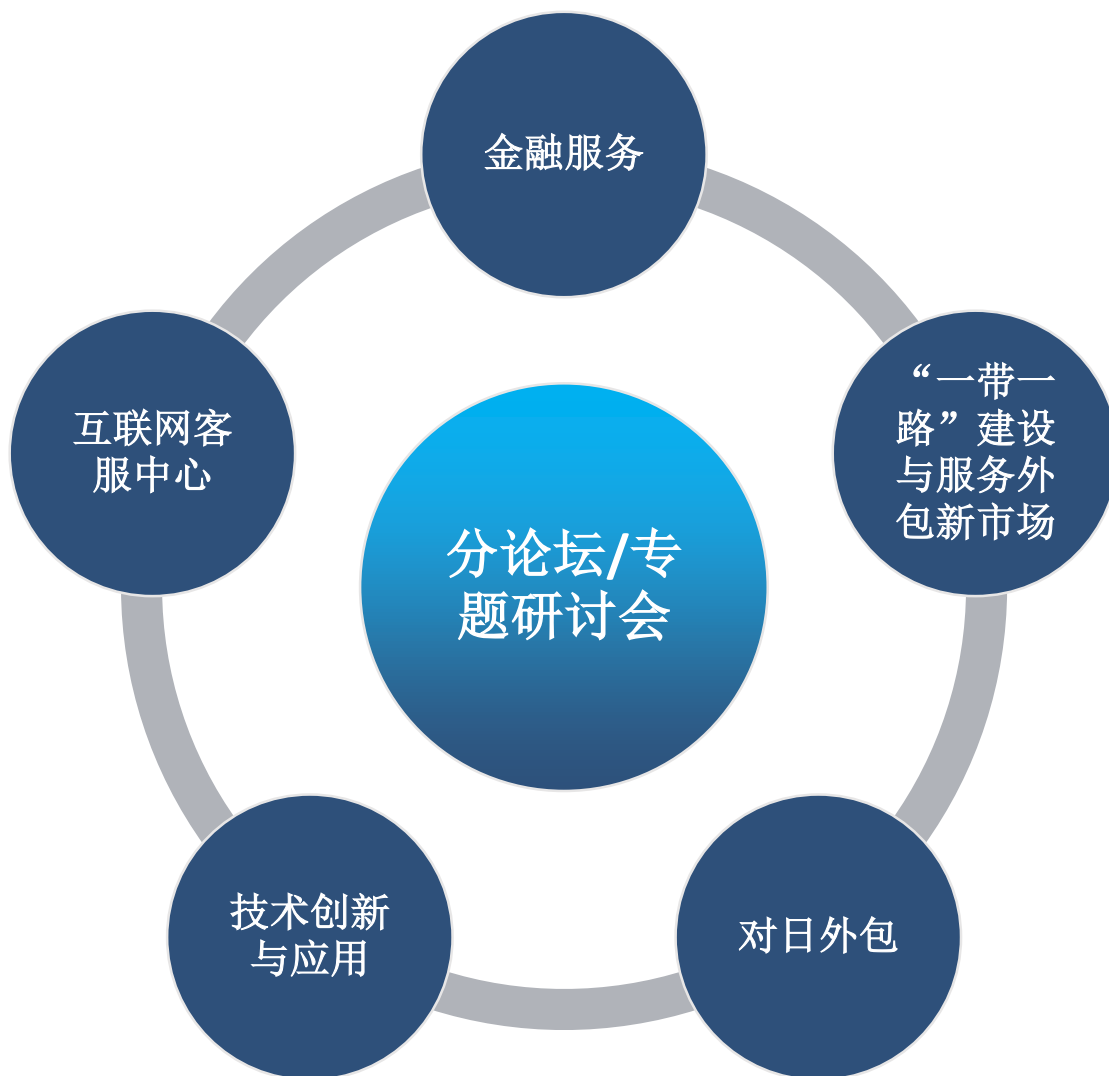 金融服务
“一带一
路”建设
与服务外
包新市场
互联网客
服中心
分论坛/专
题研讨会
技术创新
与应用
对日外包